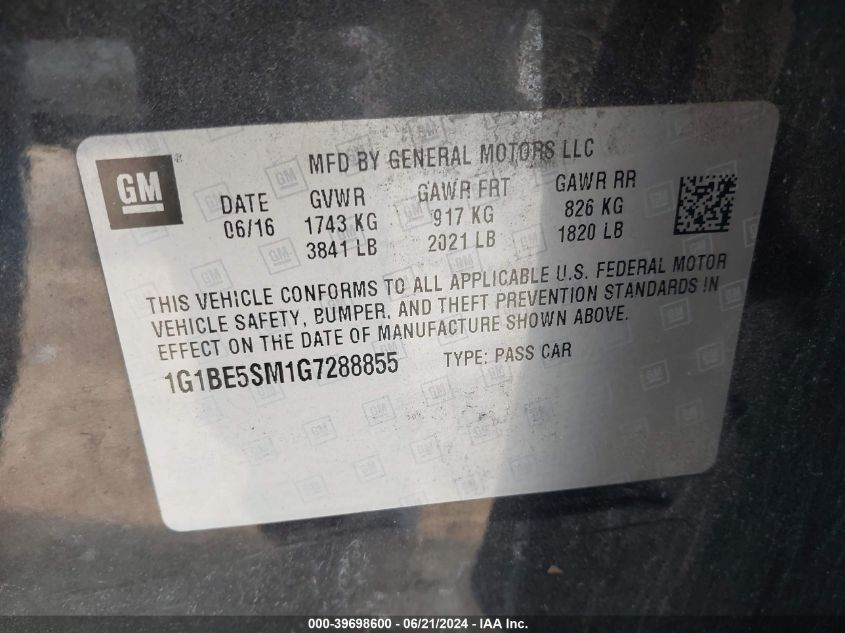 GM ®
MFD BY GENERAL MOTORS LLC
DATE GVWR GAWR FRT GAWR RR
06/16 1743 KG 917 KG 826 KG
3841 LB 2021 LB 1820 LB
THIS VEHICLE CONFORMS TO ALL APPLICABLE U.S. FEDERAL MOTOR
VEHICLE SAFETY, BUMPER, AND THEFT PREVENTION STANDARDS IN
EFFECT ON THE DATE OF MANUFACTURE SHOWN ABOVE.
1G1BE5SM1G7288855 TYPE: PASS CAR
000-39698600 - 06/21/2024 - IAA Inc.